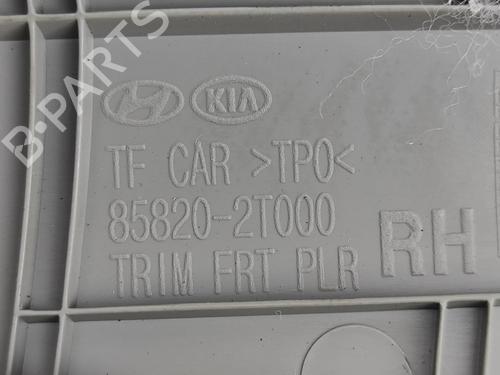 B-PARTS
KIA
TF CAR >TPO<
85820-2T000
TRIM FRT PLR
RH